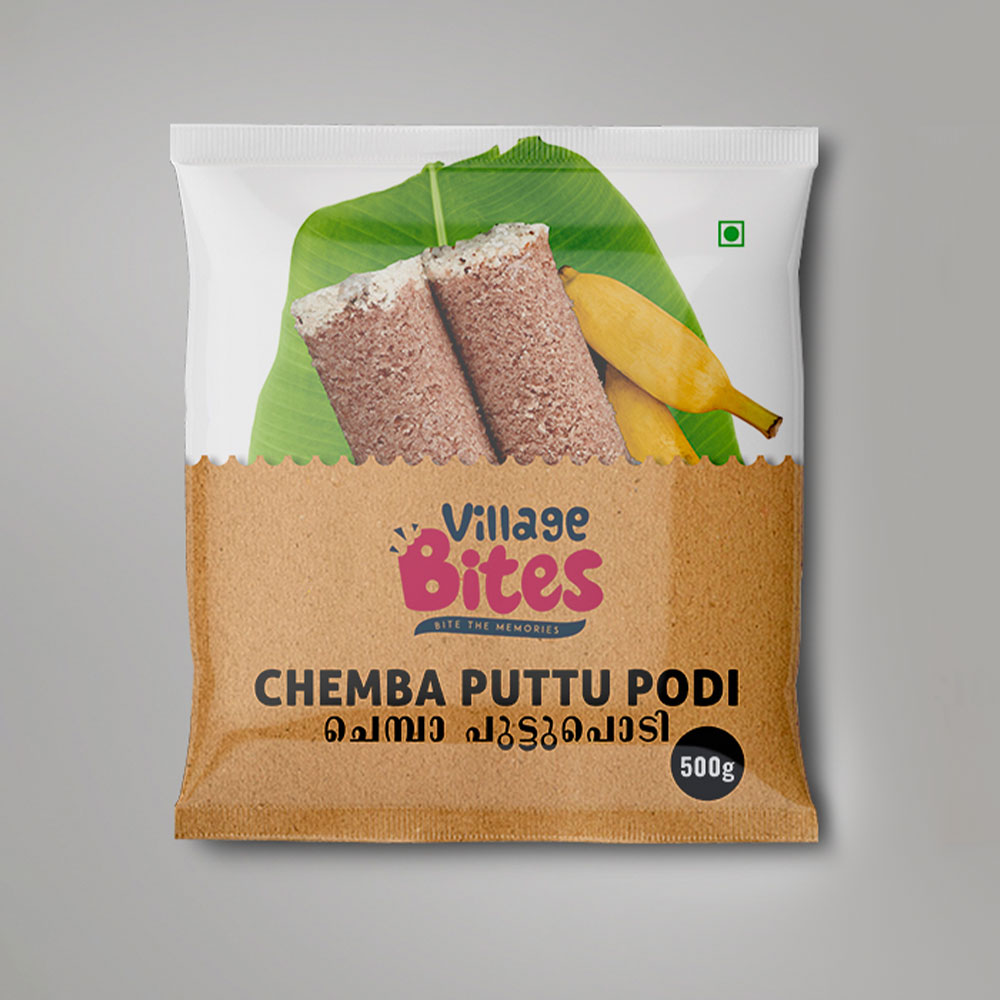 Village
Bites
BITE THE MEMORIES
CHEMBA PUTTU PODI
ചെമ്പാ പുട്ടുപൊടി
500g